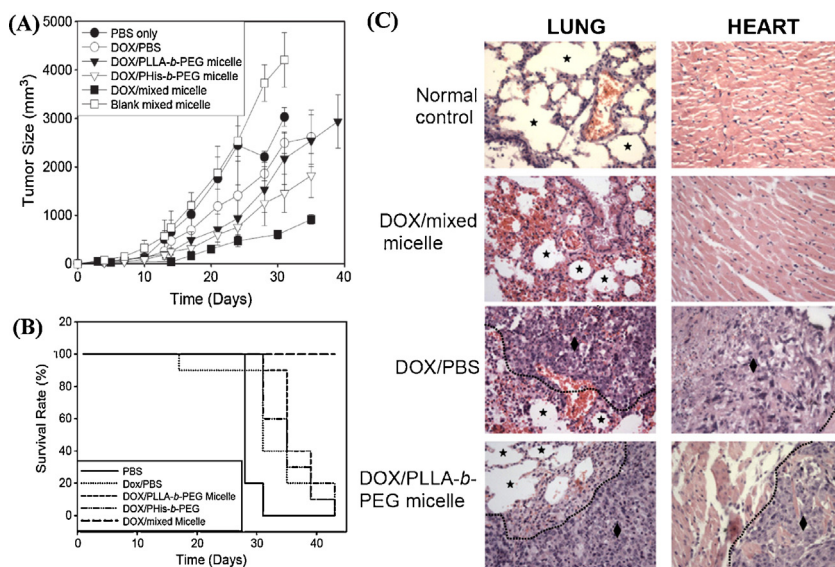 (A)
5000
4000
3000
2000
1000
0
Tumor Size (mm³)
PBS only
DOX/PBS
DOX/PLLA-b-PEG micelle
DOX/PHis-b-PEG micelle
DOX/mixed micelle
Blank mixed micelle
0 10 20 30 40
Time (Days)
(B)
20
100
80
60
40
20
0
Survival Rate (%)
PBS
Dox/PBS
DOX/PLLA-b-PEG Micelle
DOX/PHis-b-PEG
DOX/mixed Micelle
0 10 20 30 40
Time (Days)
(C)
LUNG HEART
Normal
control
DOX/mixed
micelle
DOX/PBS
DOX/PLLA-b-
PEG micelle